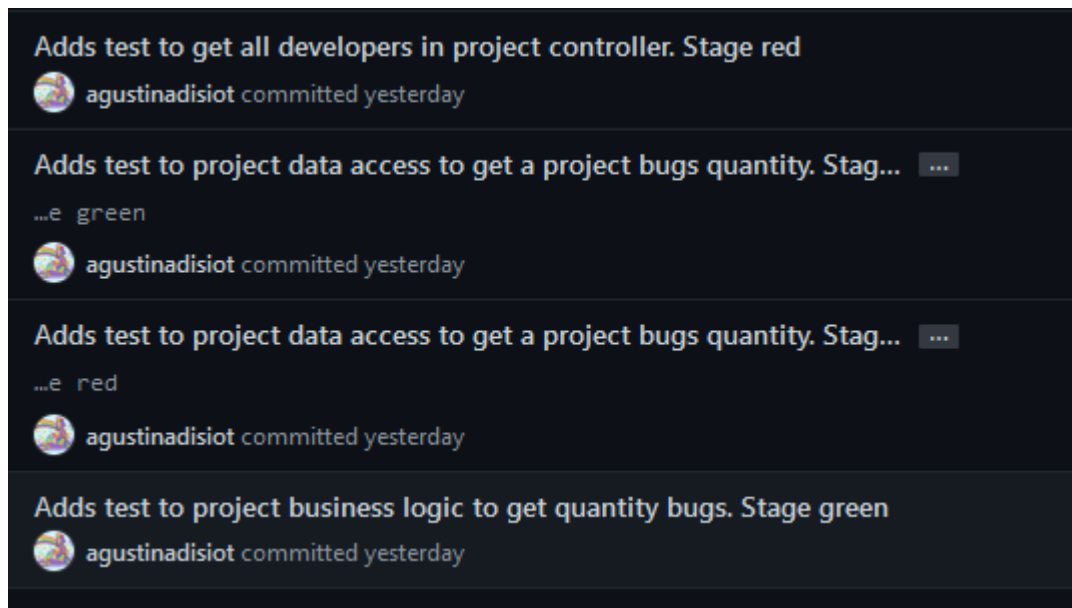 Adds test to get all developers in project controller. Stage red
agustinadisiot committed yesterday
Adds test to project data access to get a project bugs quantity. Stag... ...
...e green
agustinadisiot committed yesterday
Adds test to project data access to get a project bugs quantity. Stag... ...
...e red
agustinadisiot committed yesterday
Adds test to project business logic to get quantity bugs. Stage green
agustinadisiot committed yesterday